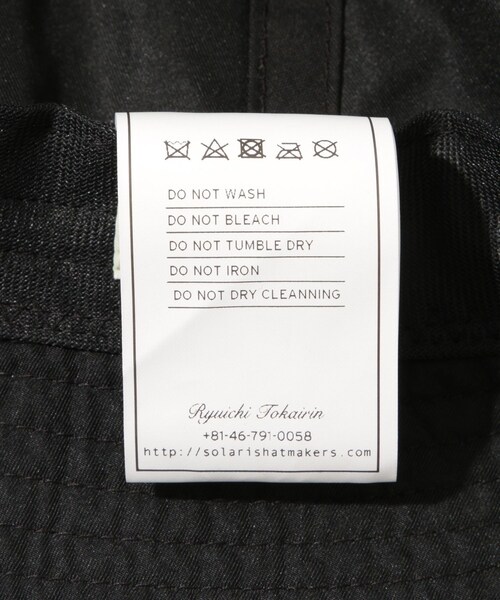 DO NOT WASH
DO NOT BLEACH
DO NOT TUMBLE DRY
DO NOT IRON
DO NOT DRY CLEANNING
Ryuichi Tokairin
+81-46-791-0058
http://solarishatmakers.com/